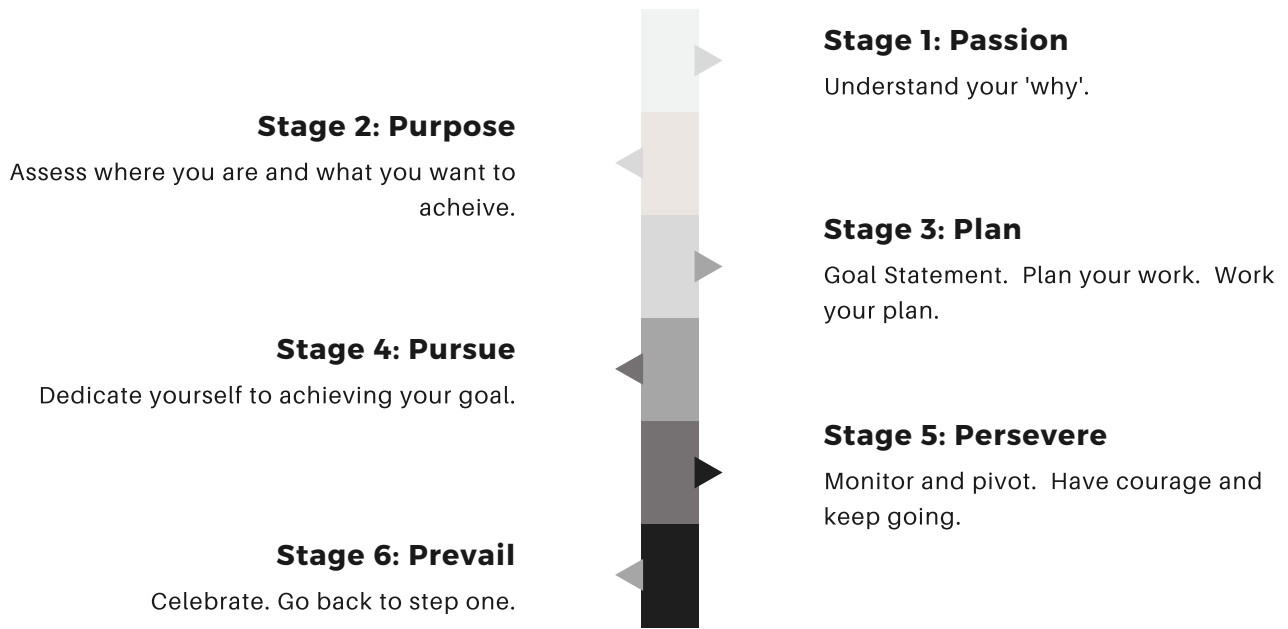 Stage 1: Passion
Understand your 'why'.
Stage 2: Purpose
Assess where you are and what you want to
acheive.
Stage 3: Plan
Goal Statement.  Plan your work.  Work
your plan.
Stage 4: Pursue
Dedicate yourself to achieving your goal.
Stage 5: Persevere
Monitor and pivot.  Have courage and
keep going.
Stage 6: Prevail
Celebrate. Go back to step one.